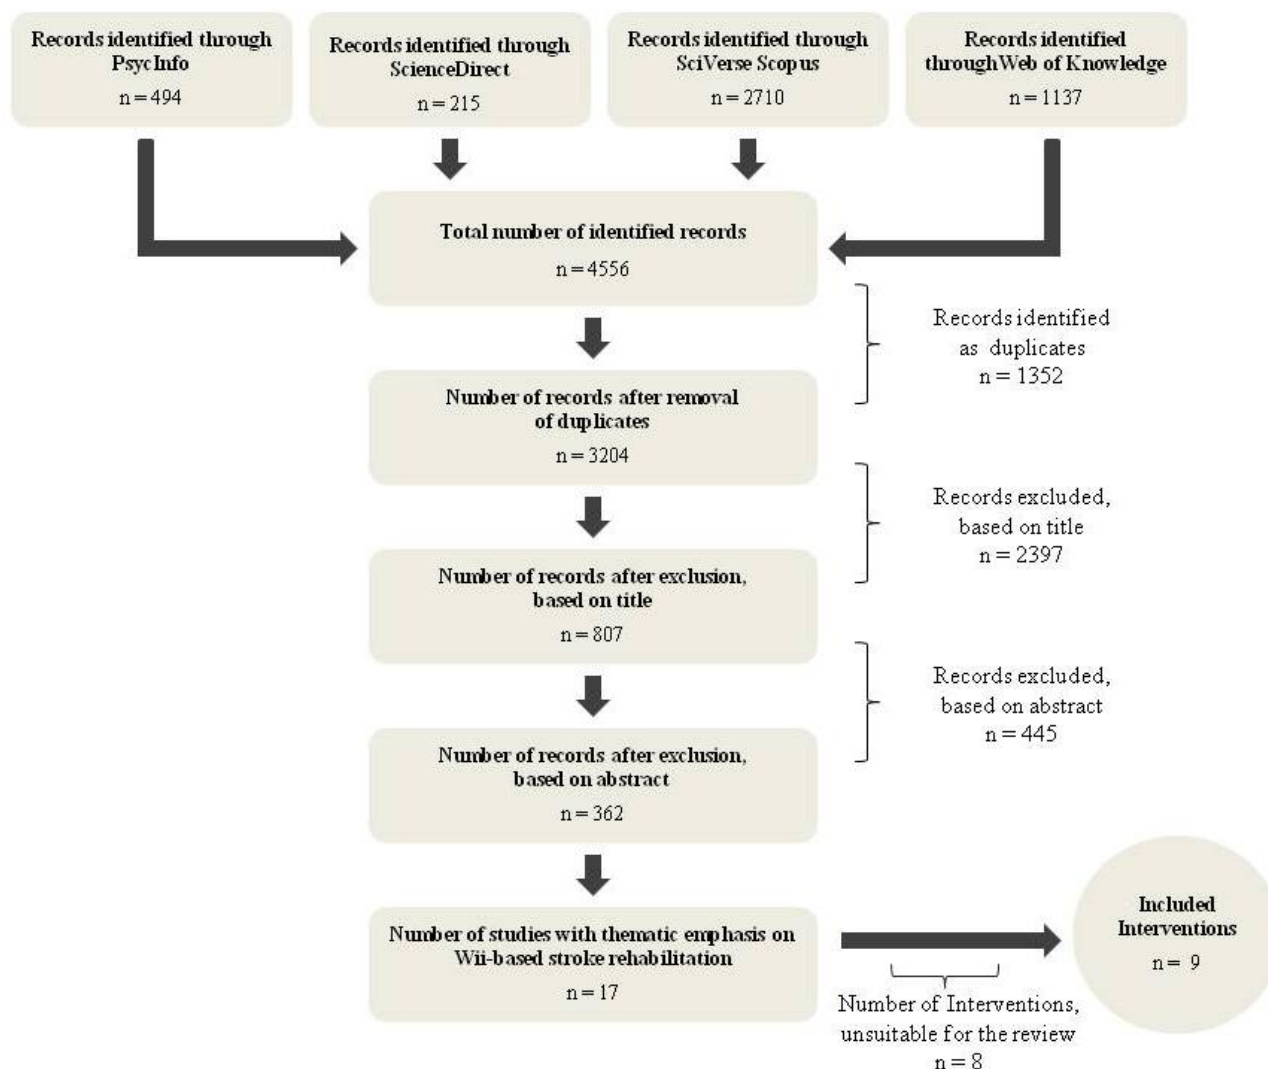 Records identified through
PsycInfo
n = 494
Records identified through
ScienceDirect
n = 215
Records identified through
SciVerse Scopus
n = 2710
Records identified
throughWeb of Knowledge
n = 1137
Total number of identified records
n = 4556
Records identified
as duplicates
n = 1352
Number of records after removal
of duplicates
n = 3204
Records excluded,
based on title
n = 2397
Number of records after exclusion,
based on title
n = 807
Records excluded,
based on abstract
n = 445
Number of records after exclusion,
based on abstract
n = 362
Number of studies with thematic emphasis on
Wii-based stroke rehabilitation
n = 17
Number of Interventions,
unsuitable for the review
n = 8
Included
Interventions
n = 9